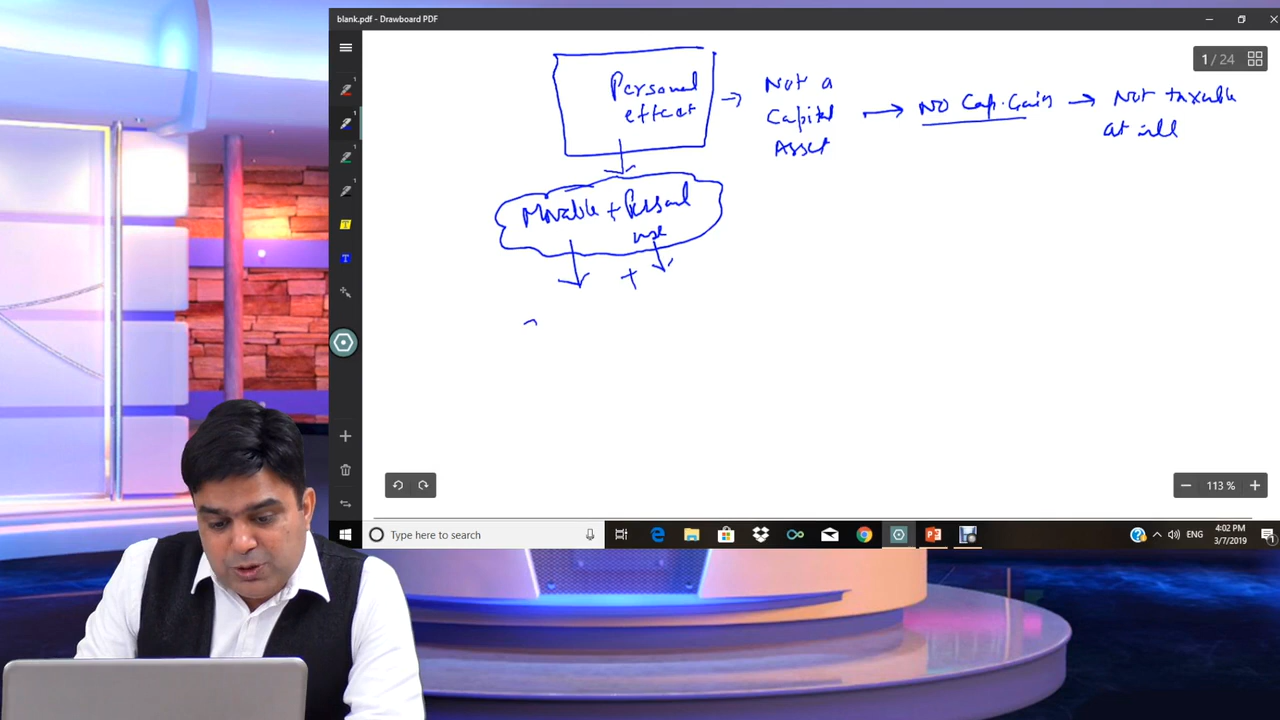 blank.pdf - Drawboard PDF
1 / 24
Personal
effect
→ Not a
Capital
Asset
→ NO Cap. Gain → Not taxable
at all
Movable + Personal
use
+
113 %
Type here to search
ENG
4:02 PM
3/7/2019